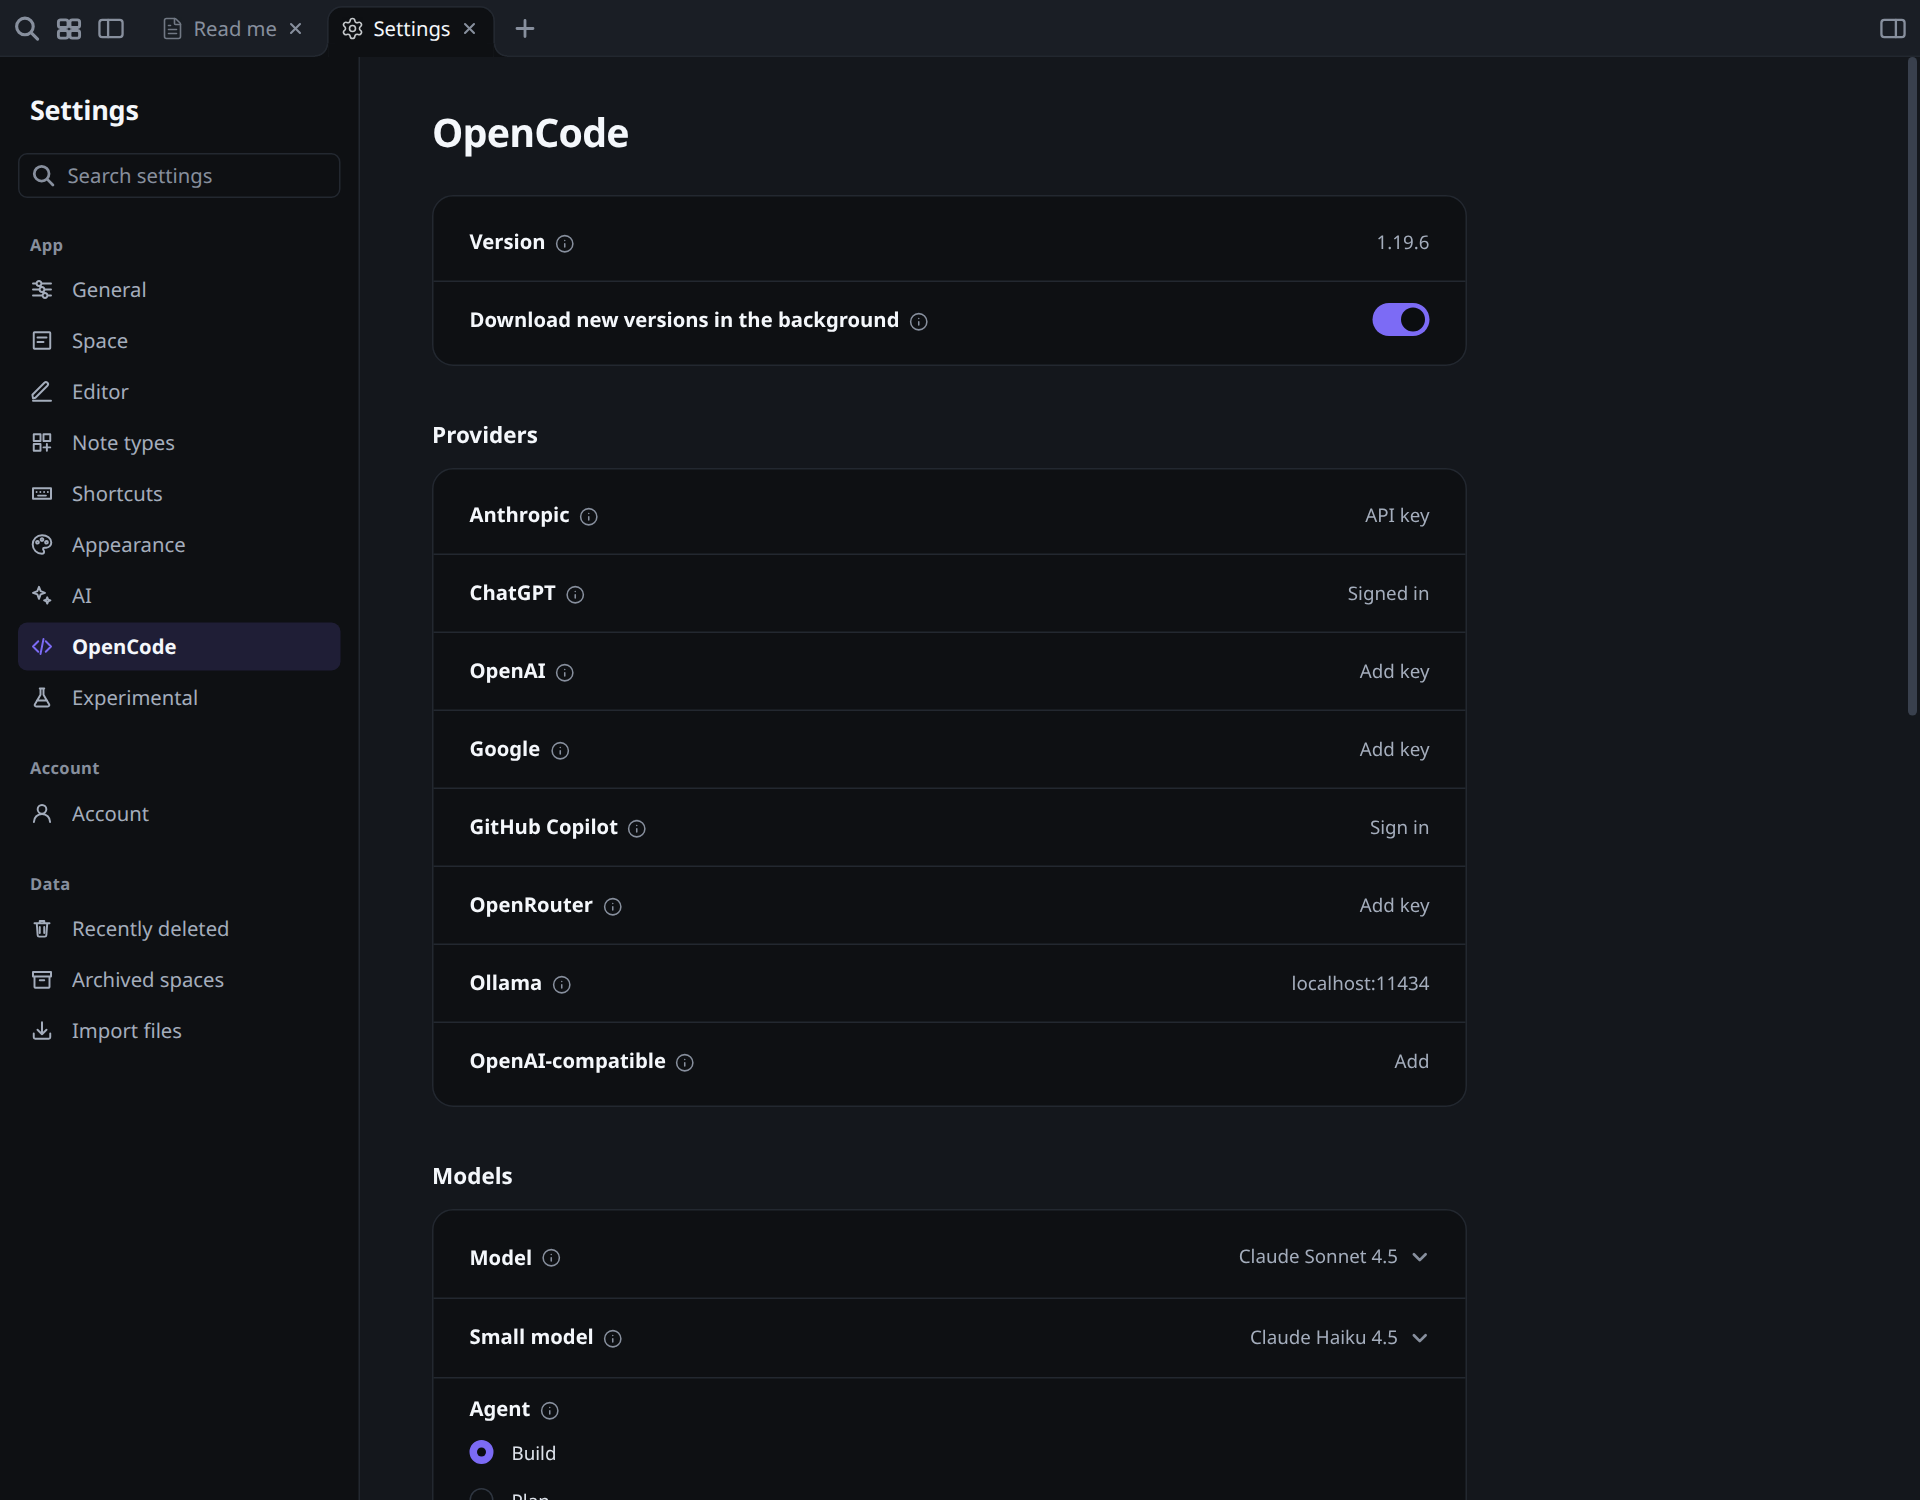 Read me
Settings
Settings
Search settings
App
General
Space
Editor
Note types
Shortcuts
Appearance
AI
OpenCode
Experimental
Account
Account
Data
Recently deleted
Archived spaces
Import files
OpenCode
Version 1.19.6
Download new versions in the background
Providers
Anthropic API key
ChatGPT Signed in
OpenAI Add key
Google Add key
GitHub Copilot Sign in
OpenRouter Add key
Ollama localhost:11434
OpenAI-compatible Add
Models
Model Claude Sonnet 4.5
Small model Claude Haiku 4.5
Agent
Build
Plan